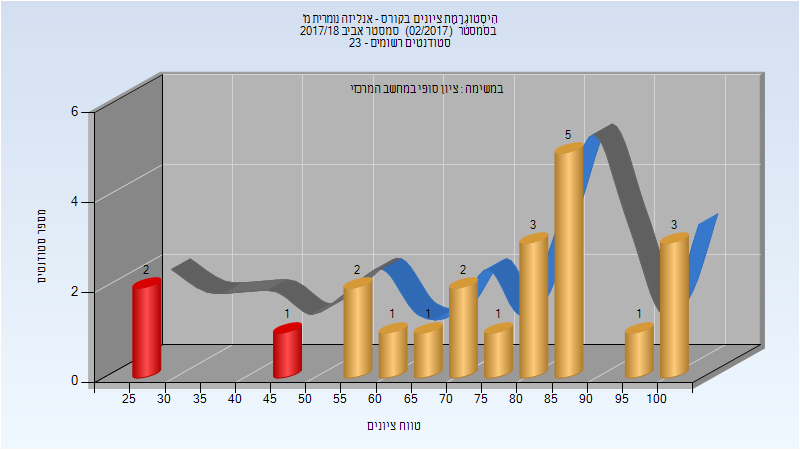 היסטוגרמת ציונים בקורס - אנליזה נומרית מ'
בסמסטר (02/2017) סמסטר אביב 2017/18
סטודנטים רשומים - 23
במשימה : ציון סופי במחשב המרכזי
מספר סטודנטים
6
4
2
0
2
1
2
1
1
2
1
3
5
1
3
25 30 35 40 45 50 55 60 65 70 75 80 85 90 95 100
טווח ציונים